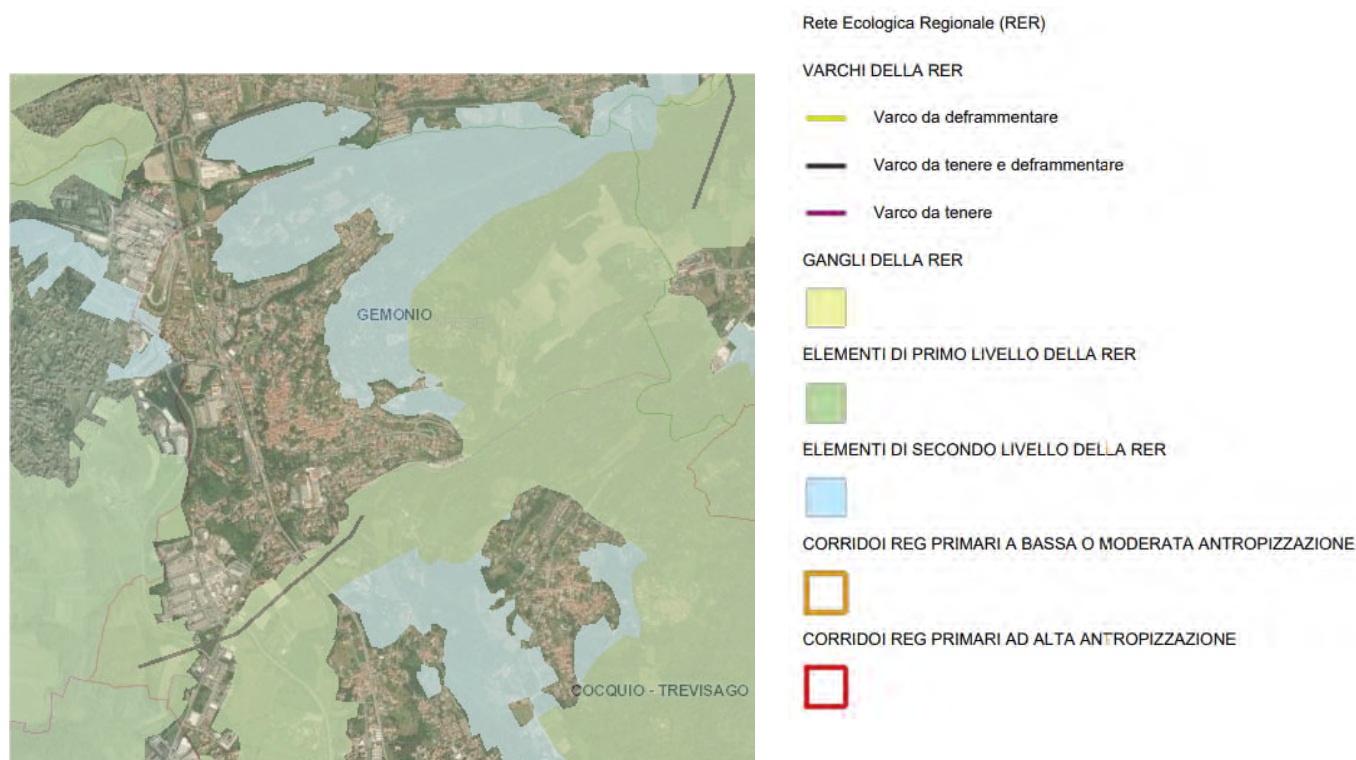 Rete Ecologica Regionale (RER)
VARCHI DELLA RER
Varco da deframmentare
Varco da tenere e deframmentare
Varco da tenere
GANGLI DELLA RER
ELEMENTI DI PRIMO LIVELLO DELLA RER
ELEMENTI DI SECONDO LIVELLO DELLA RER
CORRIDOI REG PRIMARI A BASSA O MODERATA ANTROPIZZAZIONE
CORRIDOI REG PRIMARI AD ALTA ANTROPIZZAZIONE
GEMONIO
COCQUIO - TREVISAGO